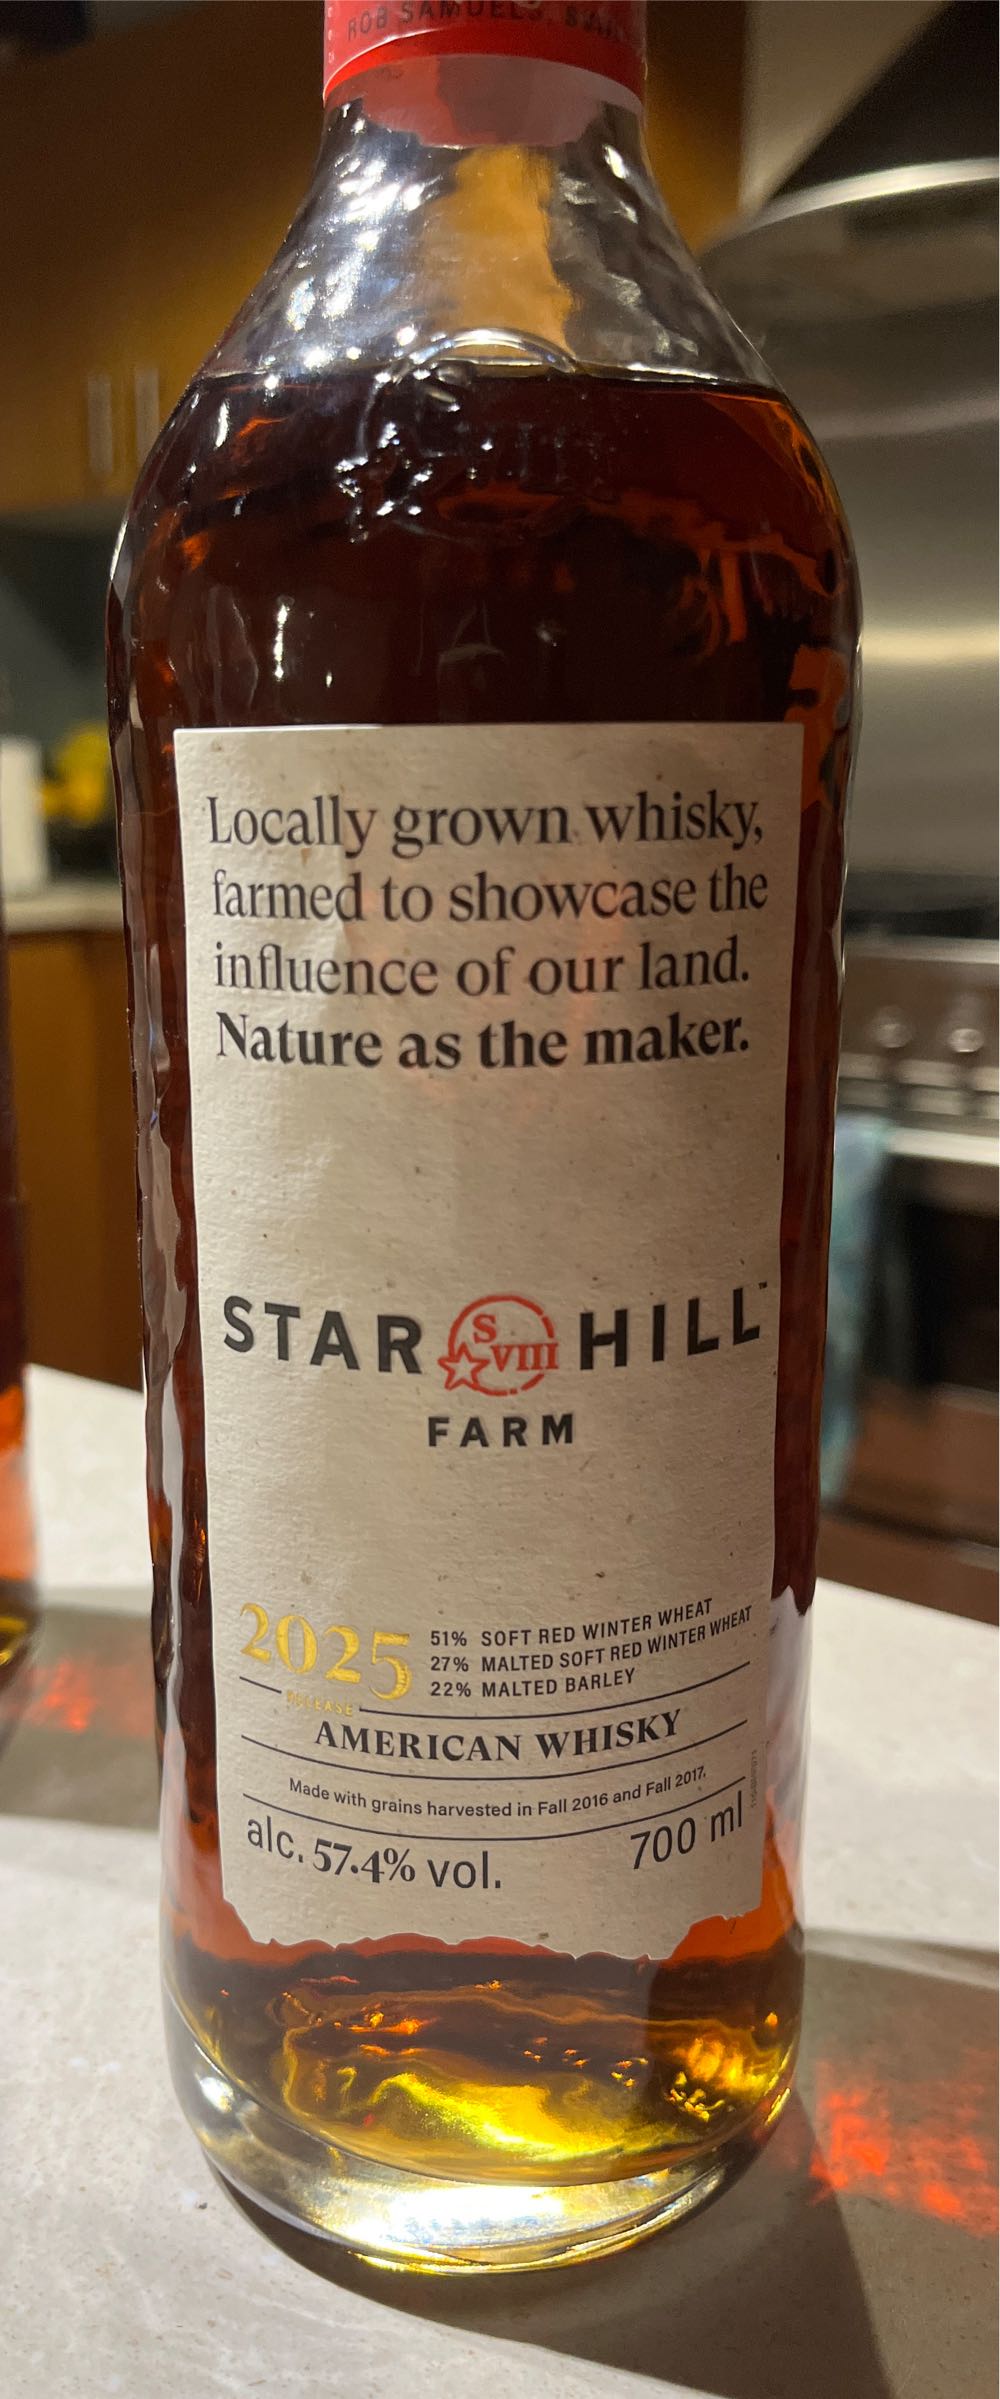 ROB SAMUELS,
Locally grown whisky,
farmed to showcase the
influence of our land.
Nature as the maker.
STAR S VIII HILL™
FARM
2025
RELEASE
51% SOFT RED WINTER WHEAT
27% MALTED SOFT RED WINTER WHEAT
22% MALTED BARLEY
AMERICAN WHISKY
Made with grains harvested in Fall 2016 and Fall 2017.
alc. 57.4% vol. 700 ml